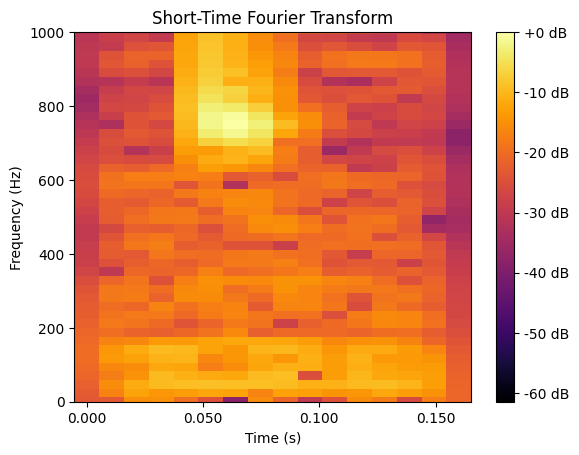 Short-Time Fourier Transform
Frequency (Hz)
1000
800
600
400
200
0
0.000 0.050 0.100 0.150
Time (s)
+0 dB
-10 dB
-20 dB
-30 dB
-40 dB
-50 dB
-60 dB